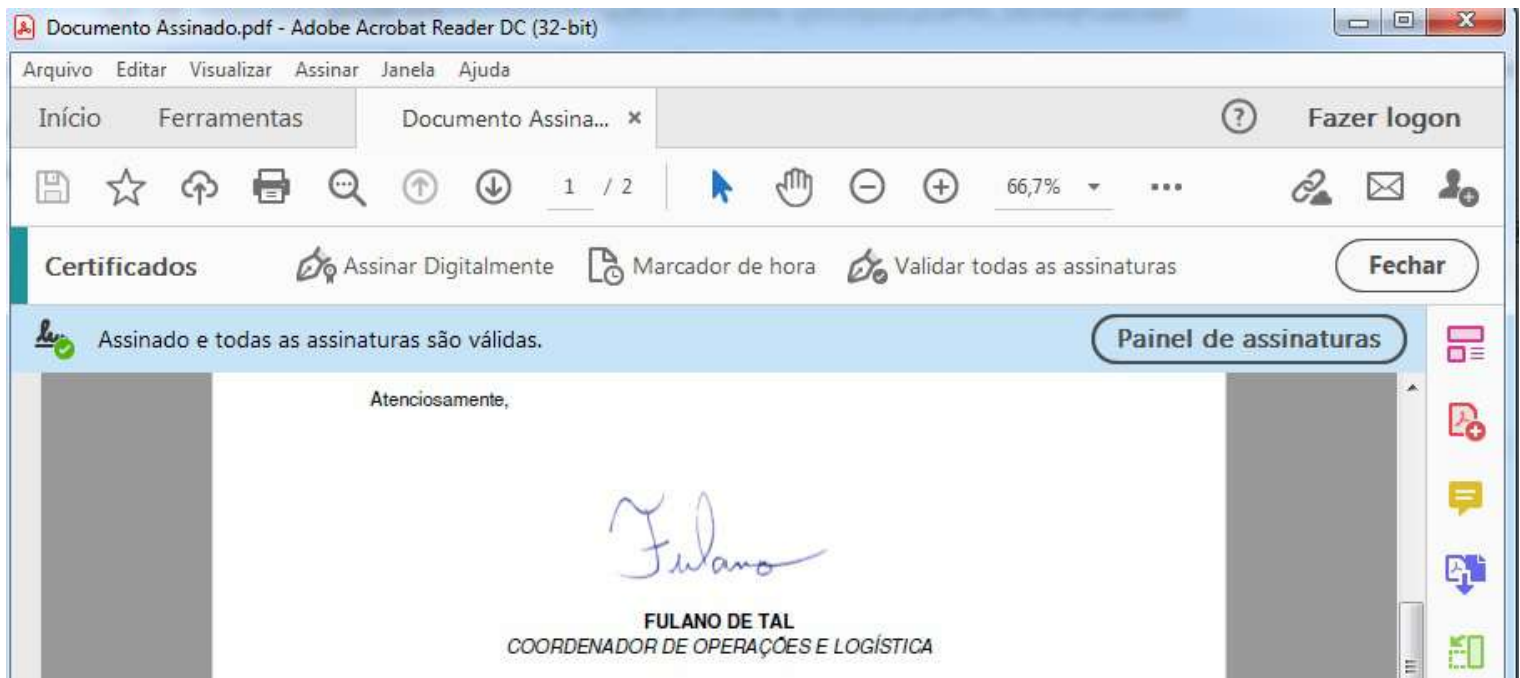 Documento Assinado.pdf - Adobe Acrobat Reader DC (32-bit)
Arquivo Editar Visualizar Assinar Janela Ajuda
Início Ferramentas Documento Assina... × ? Fazer logon
1 / 2 66,7%
Certificados Assinar Digitalmente Marcador de hora Validar todas as assinaturas Fechar
Assinado e todas as assinaturas são válidas. Painel de assinaturas
Atenciosamente,
Fulano
FULANO DE TAL
COORDENADOR DE OPERAÇÕES E LOGÍSTICA